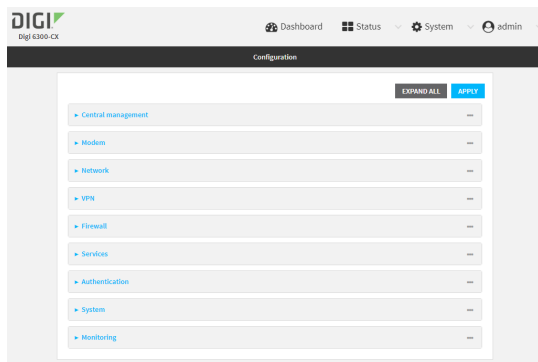 DIGI
Digi 6300-CX
Dashboard Status System admin
Configuration
EXPAND ALL APPLY
Central management
Modem
Network
VPN
Firewall
Services
Authentication
System
Monitoring